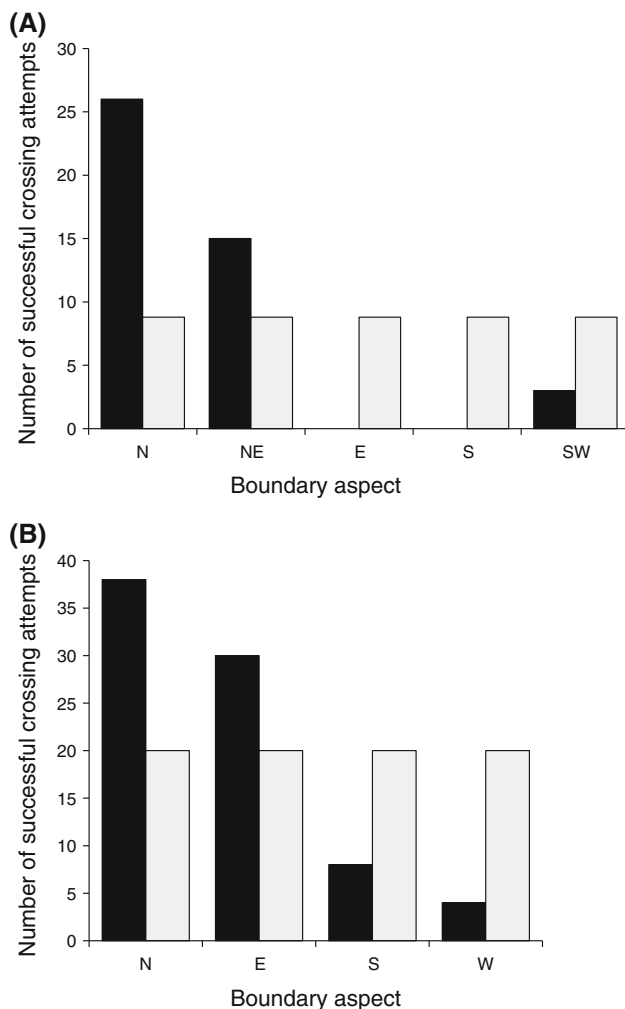 (A)
Number of successful crossing attempts
30
25
20
15
10
5
0
N NE E S SW
Boundary aspect
(B)
Number of successful crossing attempts
40
35
30
25
20
15
10
5
0
N E S W
Boundary aspect